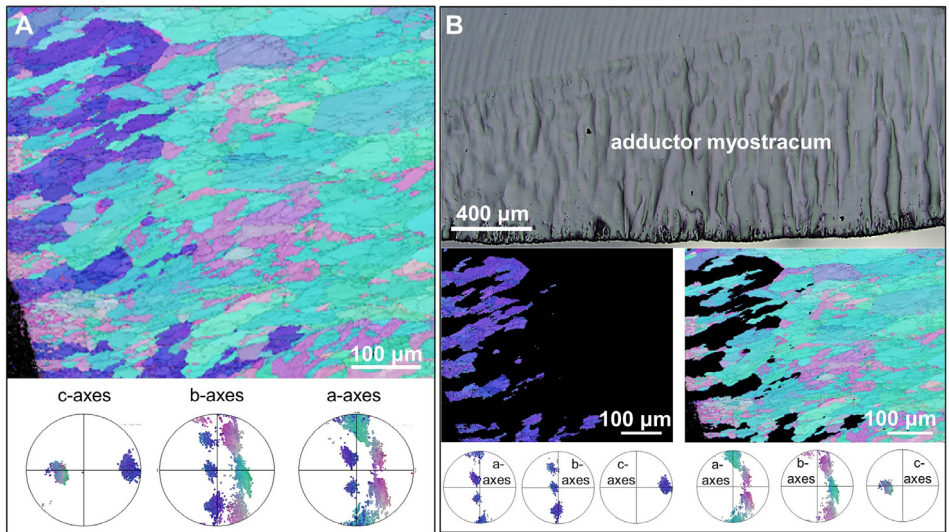 A
100 µm
c-axes
b-axes
a-axes
B
adductor myostracum
400 µm
100 µm
100 µm
a-
axes
b-
axes
c-
axes
a-
axes
b-
axes
c-
axes